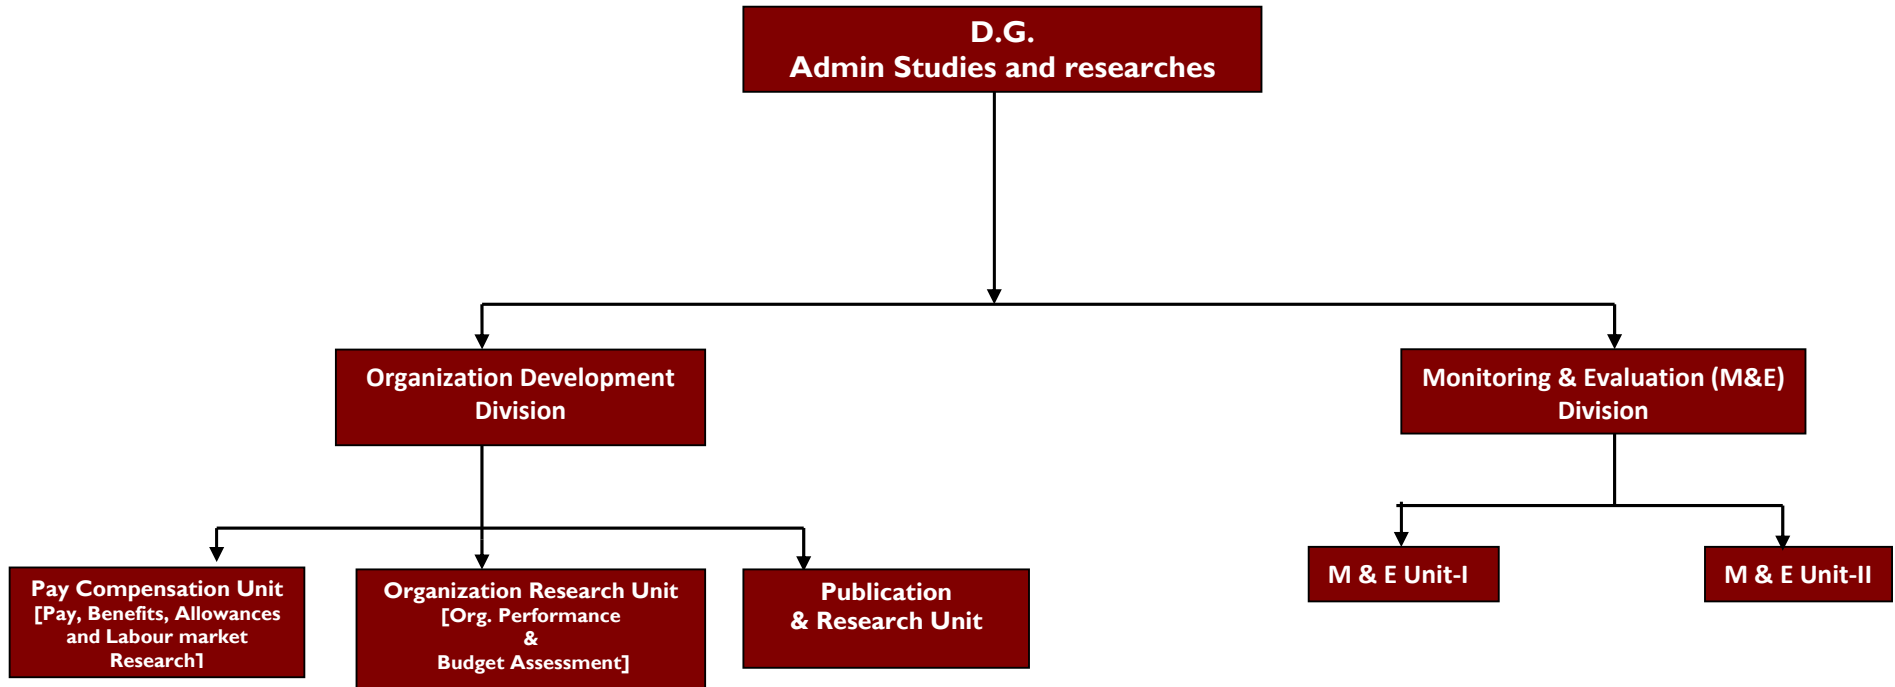 D.G.
Admin Studies and researches
Organization Development
Division
Monitoring & Evaluation (M&E)
Division
Pay Compensation Unit
[Pay, Benefits, Allowances
and Labour market
Research]
Organization Research Unit
[Org. Performance
&
Budget Assessment]
Publication
& Research Unit
M & E Unit-I
M & E Unit-II